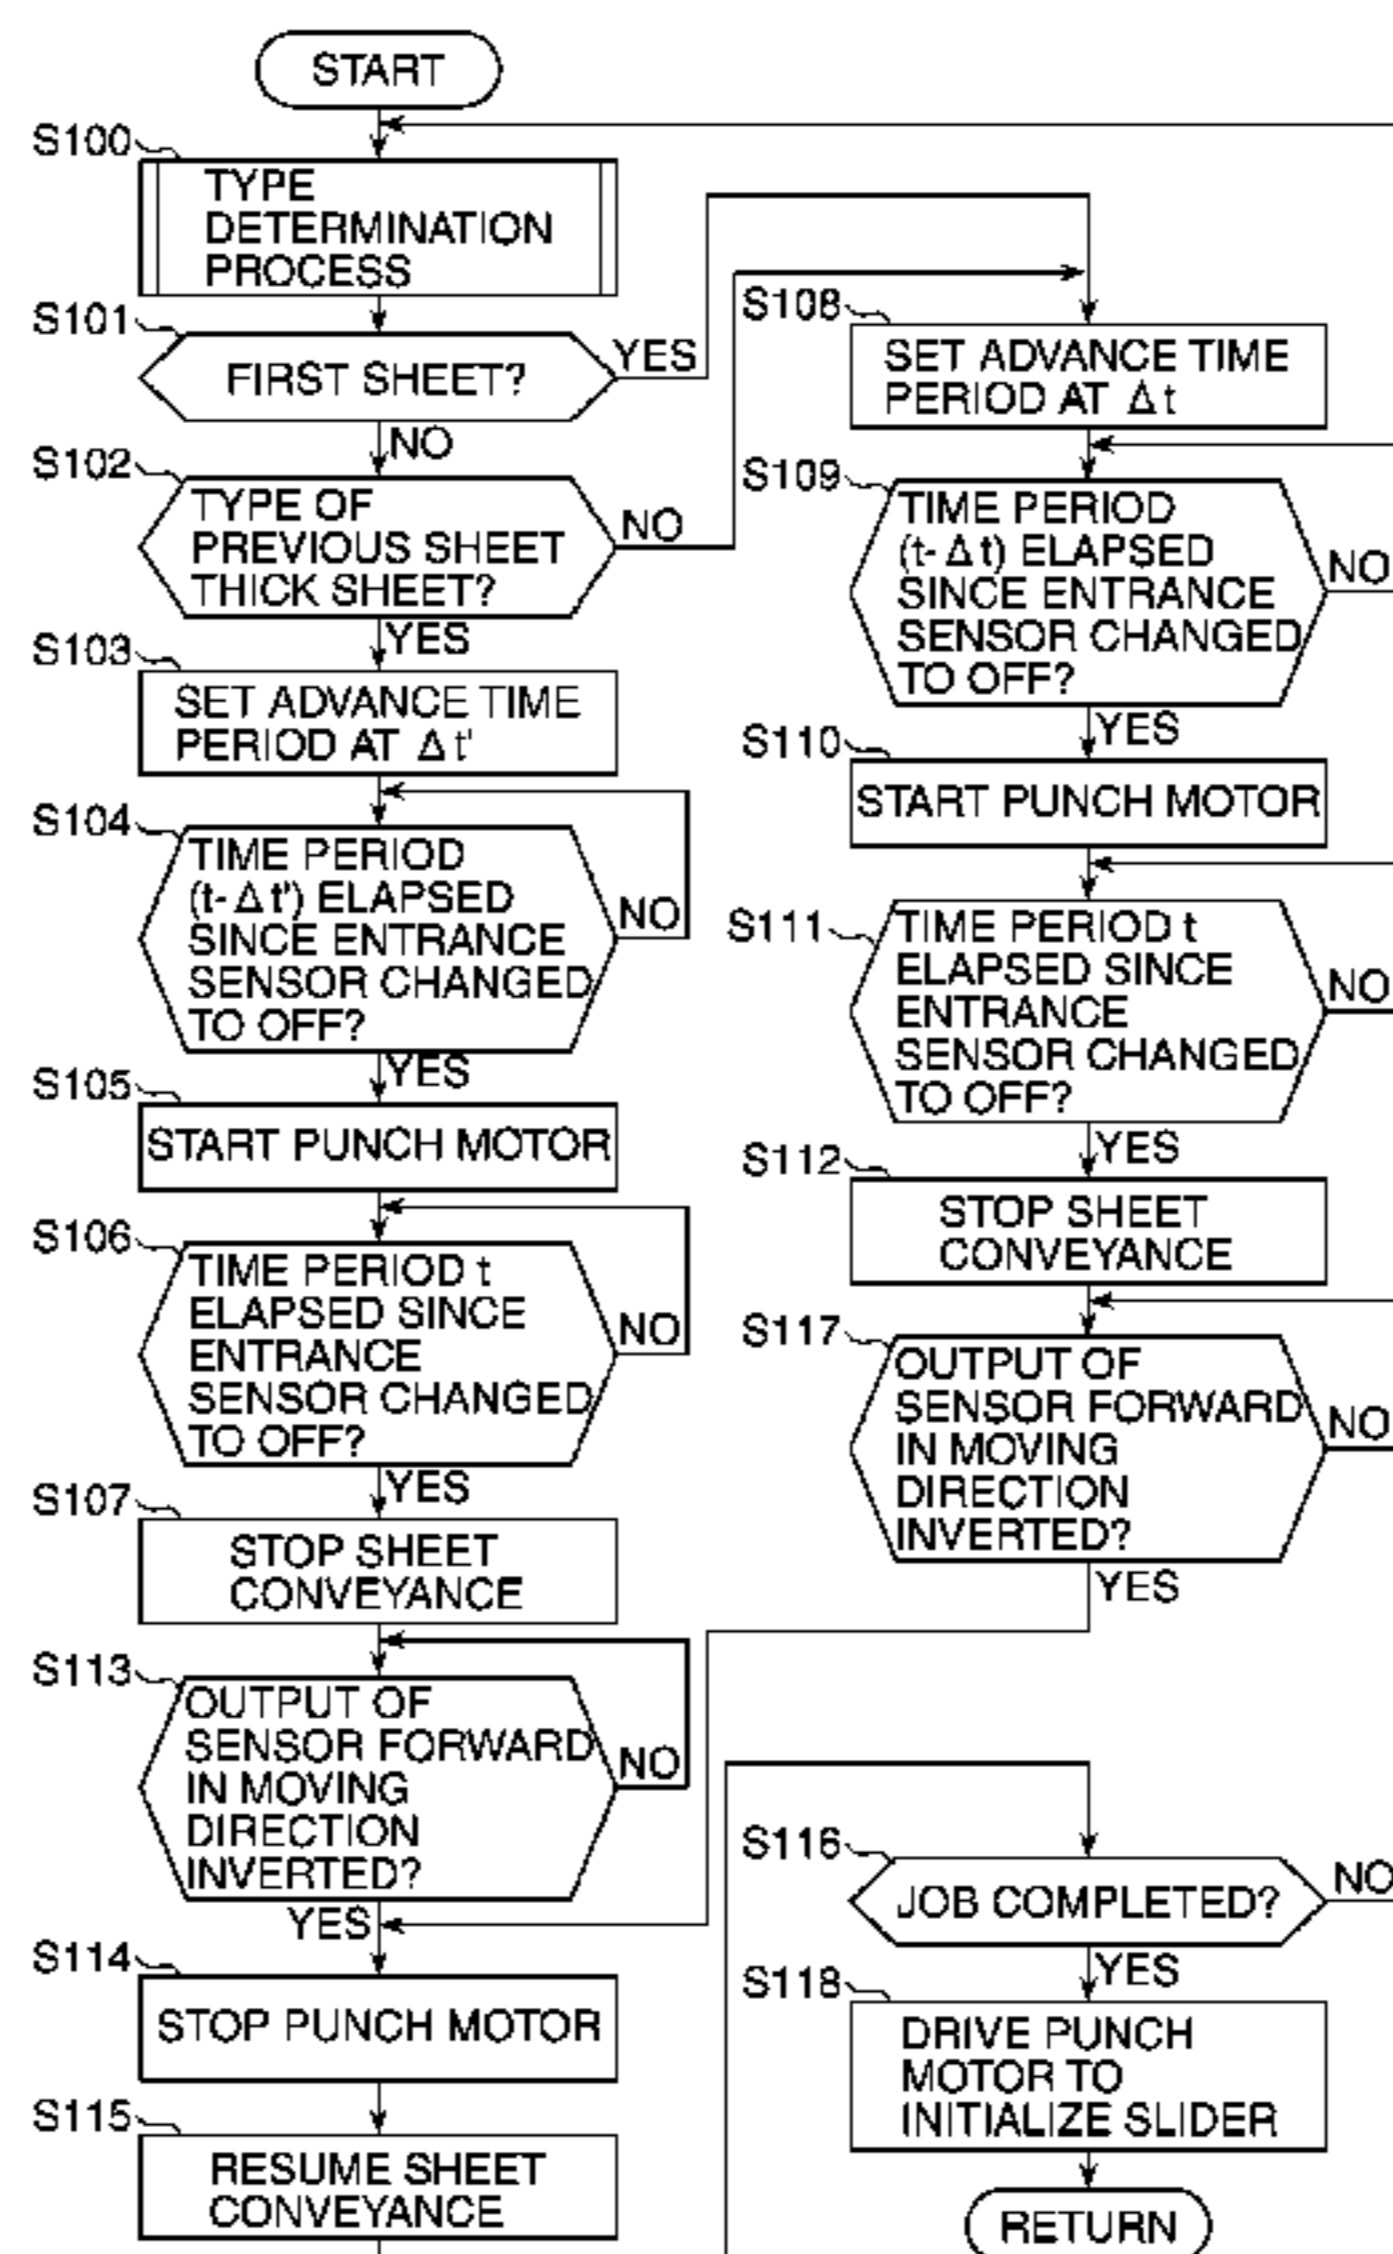 START
S100
TYPE
DETERMINATION
PROCESS
S101
FIRST SHEET?
YES
NO
S102
TYPE OF
PREVIOUS SHEET
THICK SHEET?
NO
YES
S103
SET ADVANCE TIME
PERIOD AT Δt'
S104
TIME PERIOD
(t-Δt') ELAPSED
SINCE ENTRANCE
SENSOR CHANGED
TO OFF?
NO
YES
S105
START PUNCH MOTOR
S106
TIME PERIOD t
ELAPSED SINCE
ENTRANCE
SENSOR CHANGED
TO OFF?
NO
YES
S107
STOP SHEET
CONVEYANCE
S113
OUTPUT OF
SENSOR FORWARD
IN MOVING
DIRECTION
INVERTED?
NO
YES
S114
STOP PUNCH MOTOR
S115
RESUME SHEET
CONVEYANCE
S108
SET ADVANCE TIME
PERIOD AT Δt
S109
TIME PERIOD
(t-Δt) ELAPSED
SINCE ENTRANCE
SENSOR CHANGED
TO OFF?
NO
YES
S110
START PUNCH MOTOR
S111
TIME PERIOD t
ELAPSED SINCE
ENTRANCE
SENSOR CHANGED
TO OFF?
NO
YES
S112
STOP SHEET
CONVEYANCE
S117
OUTPUT OF
SENSOR FORWARD
IN MOVING
DIRECTION
INVERTED?
NO
YES
S116
JOB COMPLETED?
NO
YES
S118
DRIVE PUNCH
MOTOR TO
INITIALIZE SLIDER
RETURN